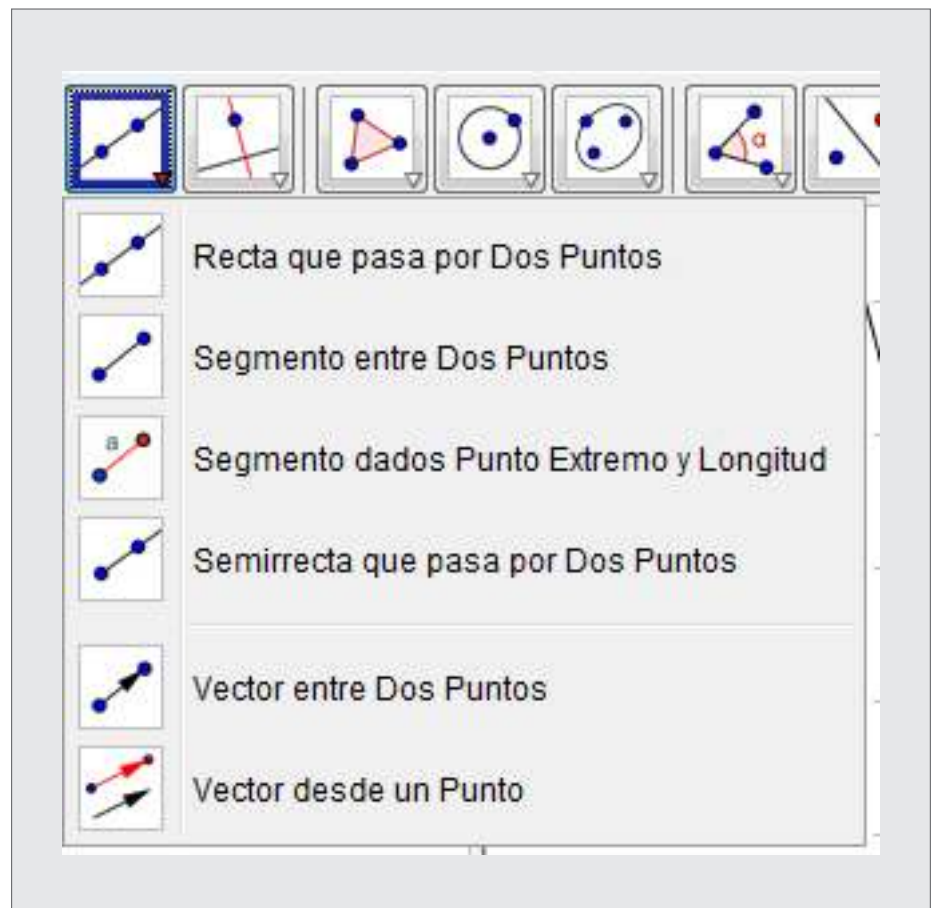 α
Recta que pasa por Dos Puntos
Segmento entre Dos Puntos
a
Segmento dados Punto Extremo y Longitud
Semirrecta que pasa por Dos Puntos
Vector entre Dos Puntos
Vector desde un Punto